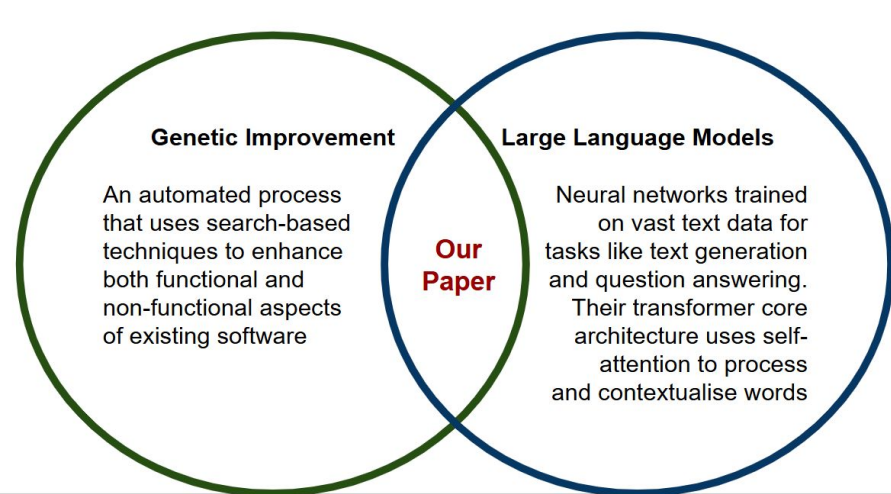 Genetic Improvement
An automated process
that uses search-based
techniques to enhance
both functional and
non-functional aspects
of existing software
Our
Paper
Large Language Models
Neural networks trained
on vast text data for
tasks like text generation
and question answering.
Their transformer core
architecture uses self-
attention to process
and contextualise words